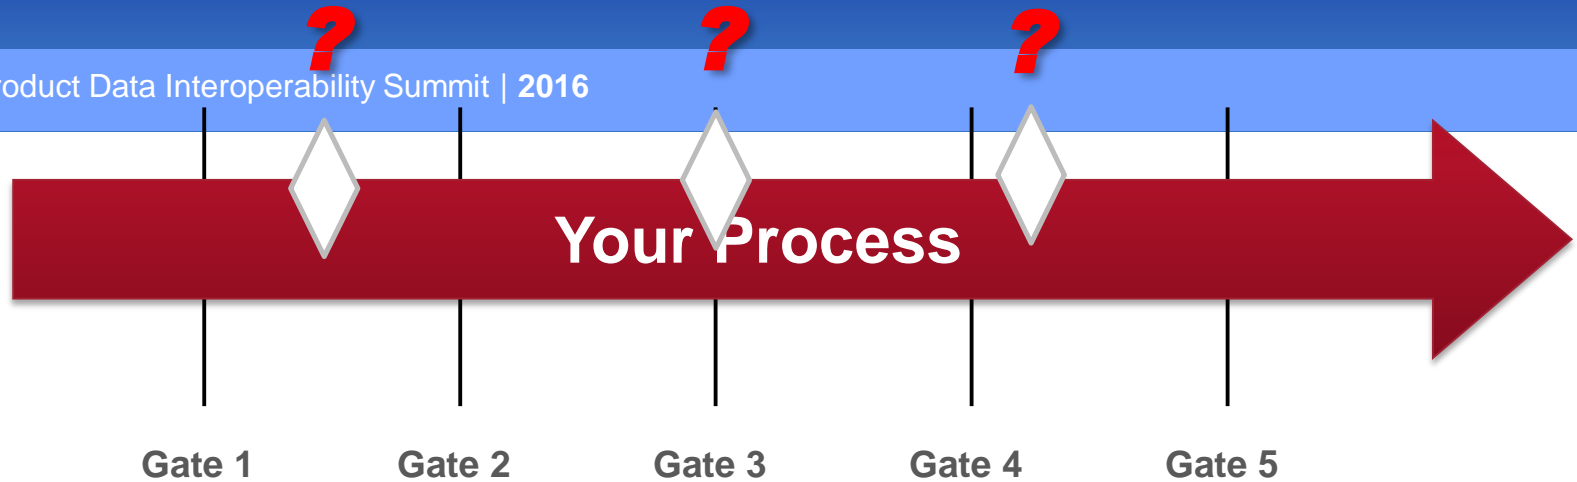 ? ? ?
roduct Data Interoperability Summit | 2016
Your Process
Gate 1 Gate 2 Gate 3 Gate 4 Gate 5